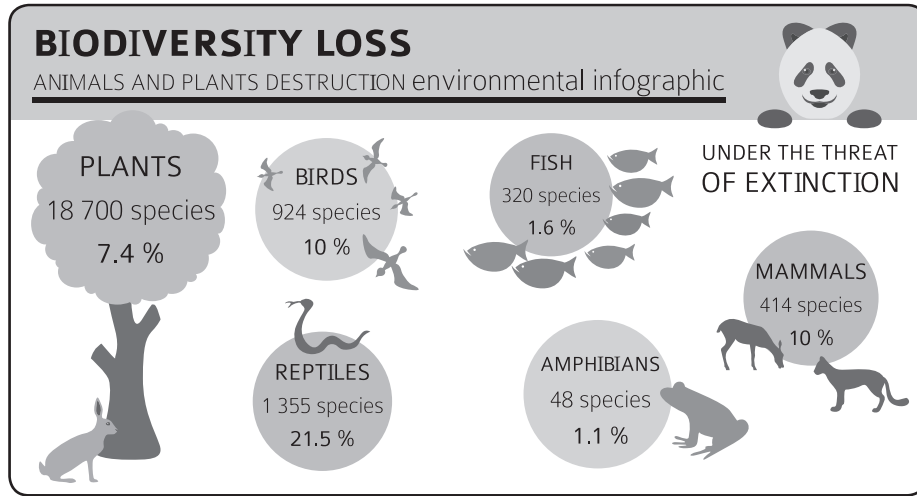 BIODIVERSITY LOSS
ANIMALS AND PLANTS DESTRUCTION environmental infographic
UNDER THE THREAT
OF EXTINCTION
PLANTS
18 700 species
7.4 %
BIRDS
924 species
10 %
FISH
320 species
1.6 %
MAMMALS
414 species
10 %
REPTILES
1 355 species
21.5 %
AMPHIBIANS
48 species
1.1 %